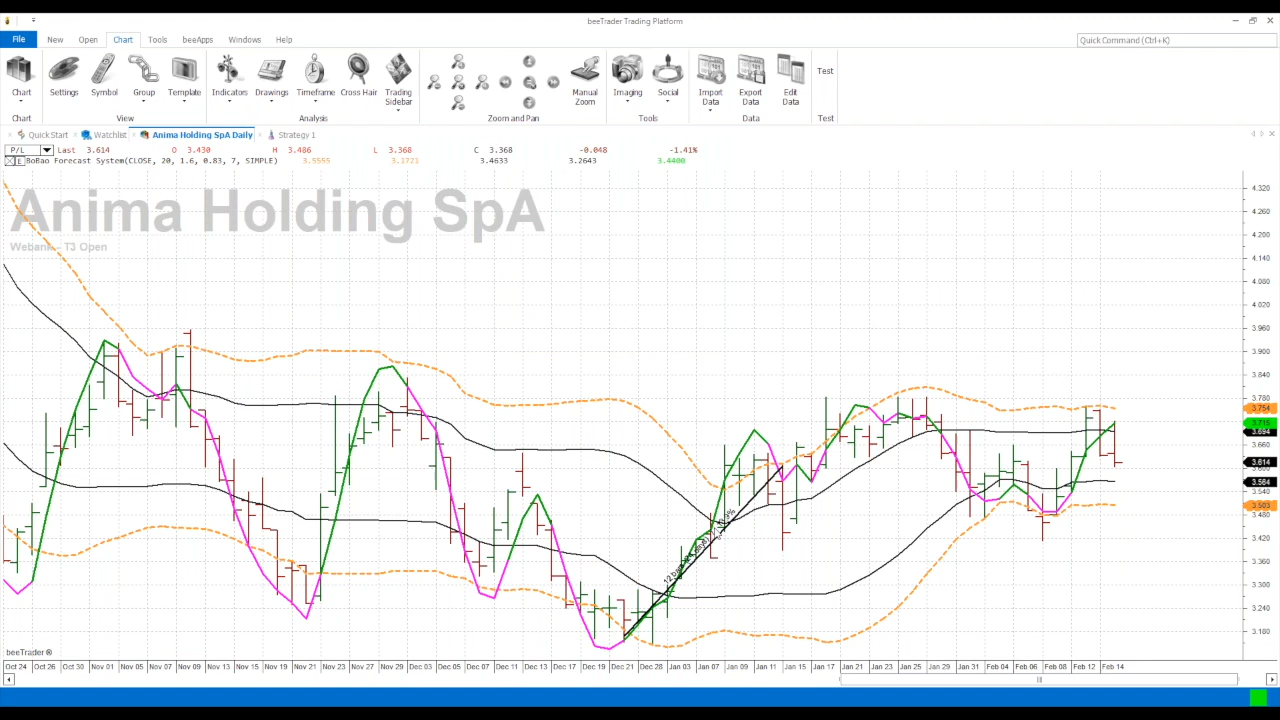 beeTrader Trading Platform
File New Open Chart Tools beeApps Windows Help Quick Command (Ctrl+K)
Chart Settings Symbol Group Template Indicators Drawings Timeframe Cross Hair Trading Sidebar Manual Zoom Imaging Social Import Data Export Data Edit Data Test
Chart View Analysis Zoom and Pan Tools Data Test
Quick Start Watchlist Anima Holding SpA Daily Strategy 1
P/L Last 3.614 O 3.430 H 3.486 L 3.368 C 3.368 -0.048 -1.41%
E BoBao Forecast System(CLOSE, 20, 1.6, 0.83, 7, SIMPLE) 3.5555 3.1721 3.4633 3.2643 3.4400
Anima Holding SpA
Webank - T3 Open
4.320
4.260
4.200
4.140
4.080
4.020
3.960
3.900
3.840
3.780
3.754
3.715
3.694
3.660
3.614
3.564
3.540
3.503
3.480
3.420
3.360
3.300
3.240
3.180
beeTrader ®
Oct 24 Oct 26 Oct 30 Nov 01 Nov 05 Nov 07 Nov 09 Nov 13 Nov 15 Nov 19 Nov 21 Nov 23 Nov 27 Nov 29 Dec 03 Dec 05 Dec 07 Dec 11 Dec 13 Dec 17 Dec 19 Dec 21 Dec 28 Jan 03 Jan 07 Jan 09 Jan 11 Jan 15 Jan 17 Jan 21 Jan 23 Jan 25 Jan 29 Jan 31 Feb 04 Feb 06 Feb 08 Feb 12 Feb 14